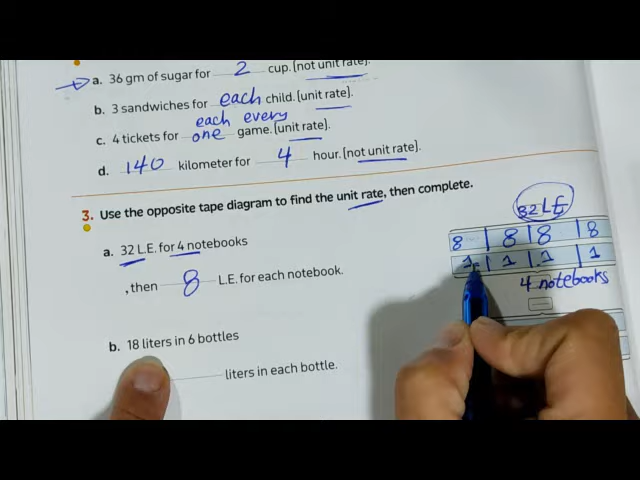 a. 36 gm of sugar for 2 cup. (not unit rate).
b. 3 sandwiches for each child. (unit rate).
each every
c. 4 tickets for one game. (unit rate).
d. 140 kilometer for 4 hour. (not unit rate).
3. Use the opposite tape diagram to find the unit rate, then complete.
32 L.E
a. 32 L.E. for 4 notebooks
8 8 8 8
1 1 1 1
, then 8 L.E. for each notebook.
4 notebooks
b. 18 liters in 6 bottles
liters in each bottle.